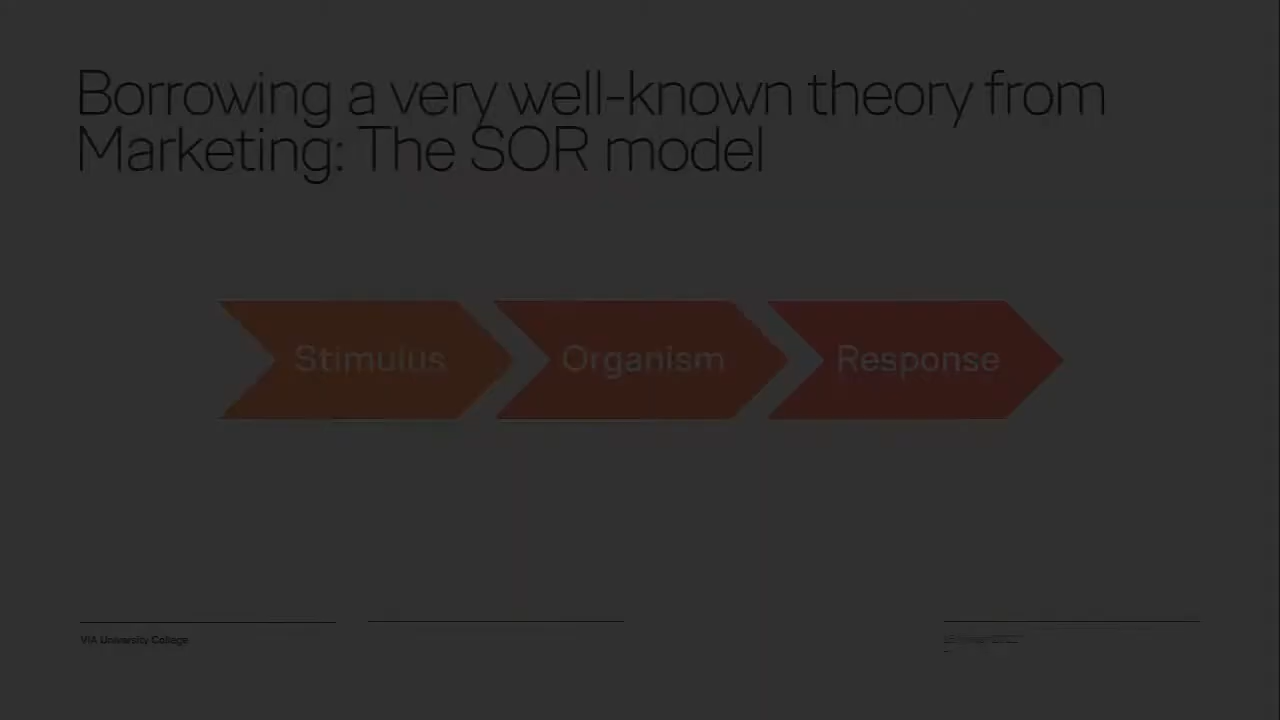 Borrowing a very well-known theory from
Marketing: The SOR model
Stimulus
Organism
Response
VIA University College